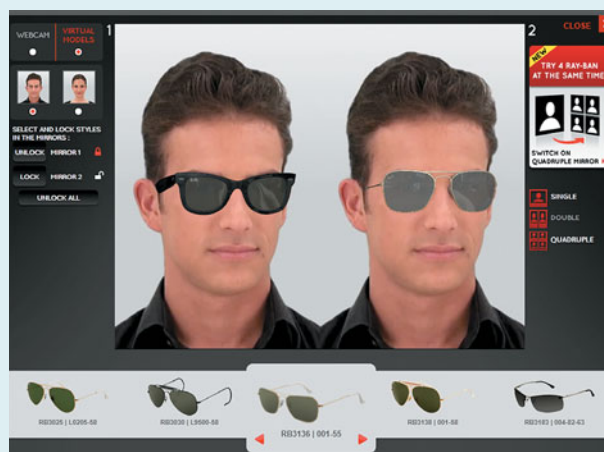 WEBCAM
VIRTUAL
MODELS
1
2
CLOSE
NEW
TRY 4 RAY-BAN
AT THE SAME TIME
SWITCH ON
QUADRUPLE MIRROR
SELECT AND LOCK STYLES
IN THE MIRRORS :
UNLOCK MIRROR 1
LOCK MIRROR 2
UNLOCK ALL
SINGLE
DOUBLE
QUADRUPLE
RB3025 | L0205-58
RB3030 | L9500-58
RB3136 | 001-55
RB3138 | 001-58
RB3183 | 004-82-63